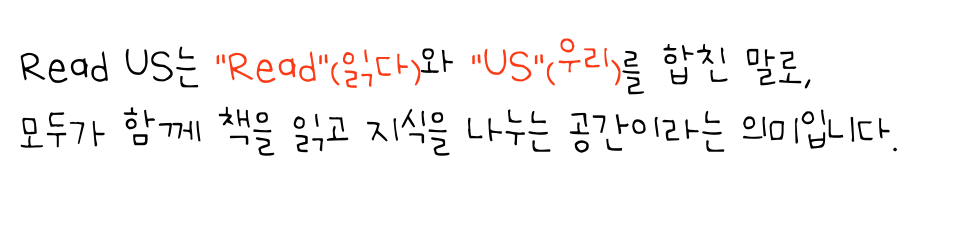 Read US는 "Read"(읽다)와 "US"(우리)를 합친 말로,
모두가 함께 책을 읽고 지식을 나누는 공간이라는 의미입니다.